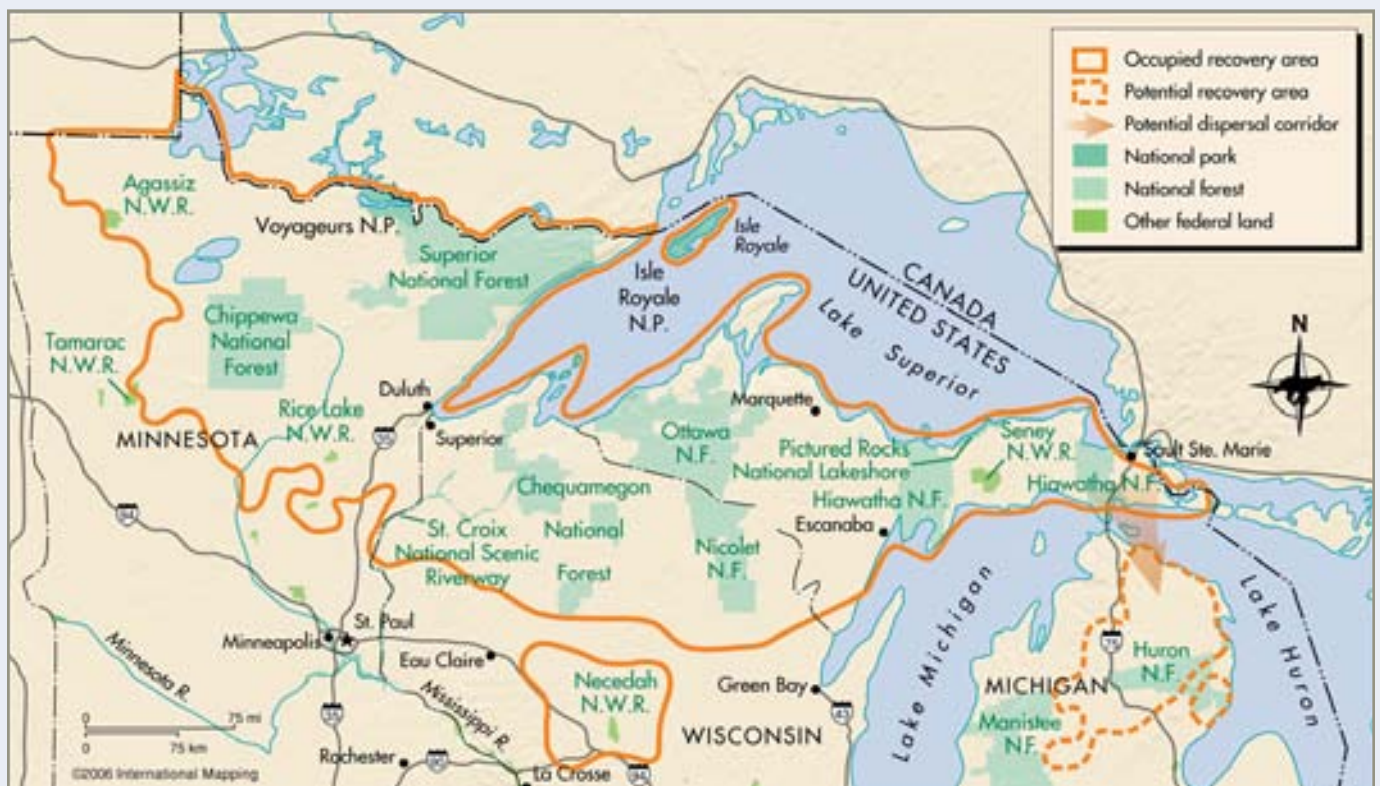 Occupied recovery area
Potential recovery area
Potential dispersal corridor
National park
National forest
Other federal land
Agassiz
N.W.R.
Voyageurs N.P.
Superior
National Forest
Isle
Royale
Isle
Royale
N.P.
CANADA
UNITED STATES
Lake Superior
N
Chippewa
National
Forest
Tamarac
N.W.R.
Duluth
Superior
Rice Lake
N.W.R.
MINNESOTA
35
Marquette
Ottawa
N.F.
Pictured Rocks
National Lakeshore
Seney
N.W.R.
Sault Ste. Marie
Hiawatha N.F.
Hiawatha N.F.
Escanaba
Chequamegon
National
Forest
St. Croix
National Scenic
Riverway
Nicolet
N.F.
94
Lake Michigan
Lake Huron
St. Paul
Minneapolis
Eau Claire
Minnesota R.
Mississippi R.
Necedah
N.W.R.
Green Bay
43
WISCONSIN
75
Huron
N.F.
MICHIGAN
Manistee
N.F.
0 75 mi
0 75 km
35
Rochester
90
La Crosse
94
©2006 International Mapping